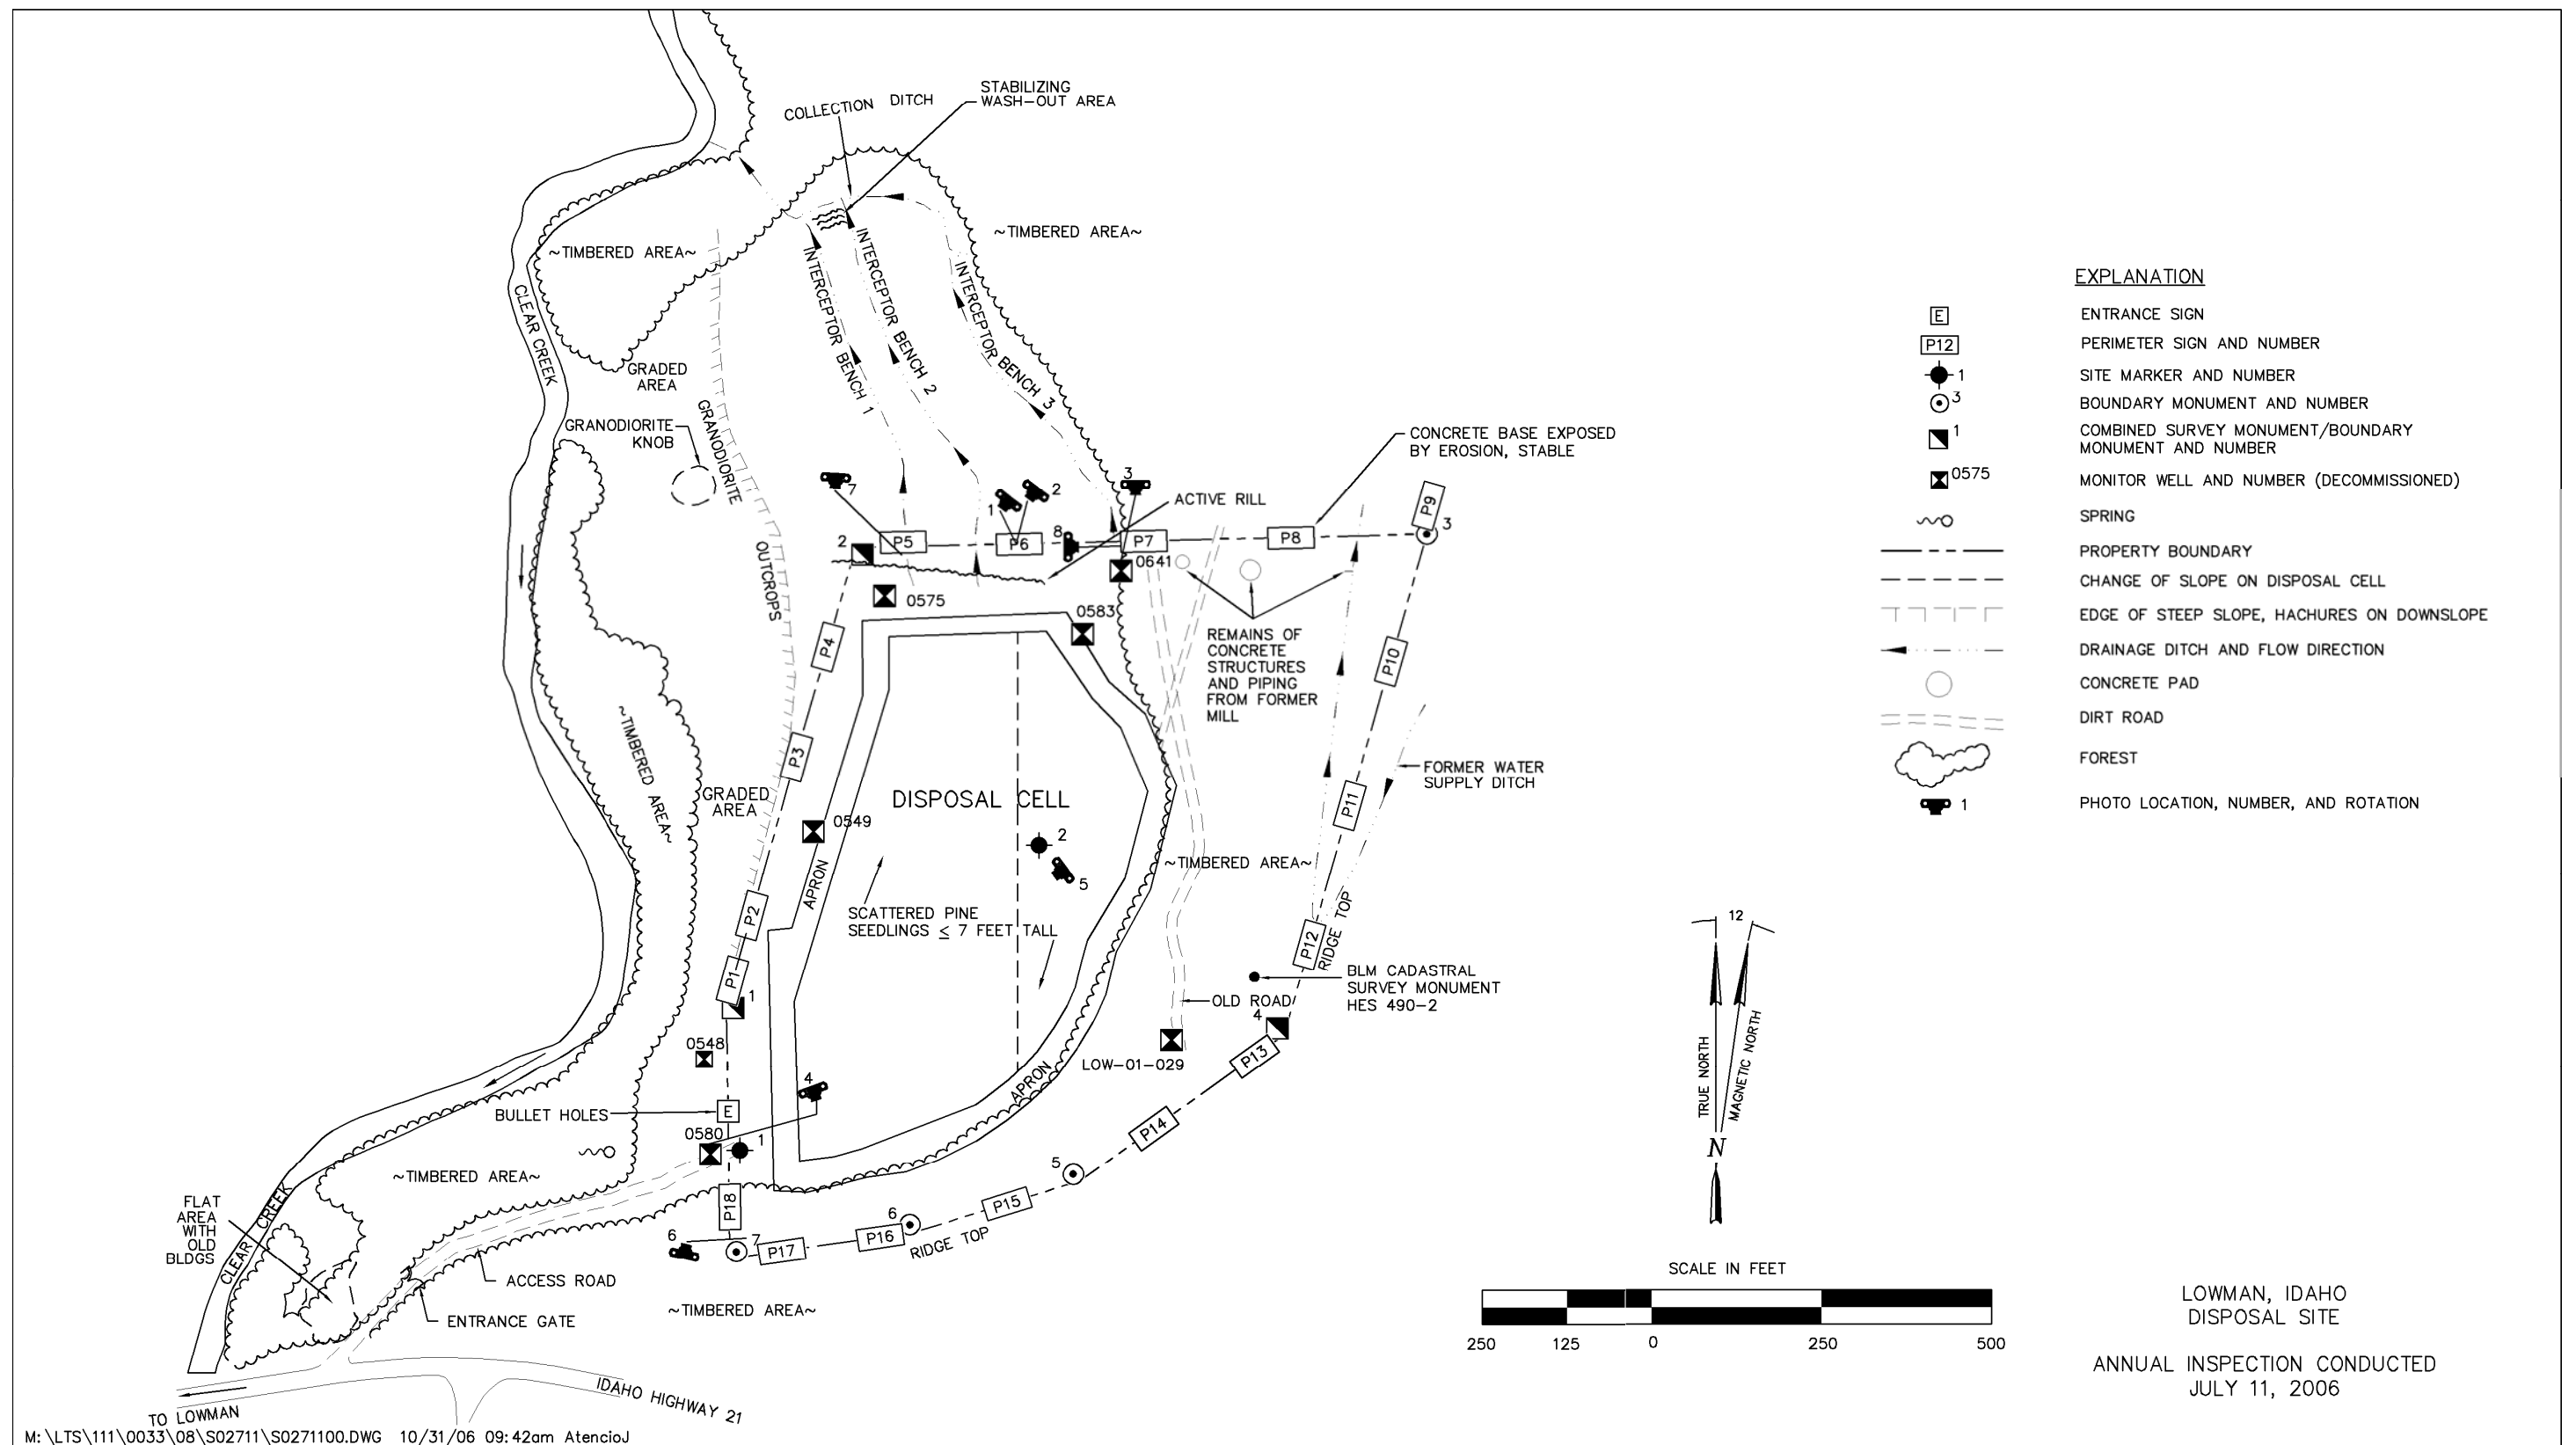 STABILIZING
WASH-OUT AREA
COLLECTION DITCH
~TIMBERED AREA~
~TIMBERED AREA~
CLEAR CREEK
INTERCEPTOR BENCH 1
INTERCEPTOR BENCH 2
INTERCEPTOR BENCH 3
GRADED
AREA
GRANODIORITE
KNOB
GRANODIORITE
OUTCROPS
CONCRETE BASE EXPOSED
BY EROSION, STABLE
ACTIVE RILL
7
1
2
3
8
2
P5
P6
P7
P8
P9
3
0641
0575
0583
REMAINS OF
CONCRETE
STRUCTURES
AND PIPING
FROM FORMER
MILL
P4
P10
~TIMBERED AREA~
P3
GRADED
AREA
DISPOSAL CELL
P11
FORMER WATER
SUPPLY DITCH
0549
2
5
~TIMBERED AREA~
APRON
SCATTERED PINE
SEEDLINGS ≤ 7 FEET TALL
P2
P12
RIDGE TOP
P1
1
BLM CADASTRAL
SURVEY MONUMENT
HES 490-2
OLD ROAD
4
0548
LOW-01-029
P13
4
APRON
BULLET HOLES
E
0580
1
P14
5
~TIMBERED AREA~
P18
P15
6
P16
RIDGE TOP
6
7
P17
FLAT
AREA
WITH
OLD
BLDGS
CLEAR CREEK
ACCESS ROAD
ENTRANCE GATE
~TIMBERED AREA~
IDAHO HIGHWAY 21
TO LOWMAN
M:\LTS\111\0033\08\S02711\S0271100.DWG 10/31/06 09:42am AtencioJ
EXPLANATION
E ENTRANCE SIGN
P12 PERIMETER SIGN AND NUMBER
1 SITE MARKER AND NUMBER
3 BOUNDARY MONUMENT AND NUMBER
1 COMBINED SURVEY MONUMENT/BOUNDARY
MONUMENT AND NUMBER
0575 MONITOR WELL AND NUMBER (DECOMMISSIONED)
SPRING
PROPERTY BOUNDARY
CHANGE OF SLOPE ON DISPOSAL CELL
EDGE OF STEEP SLOPE, HACHURES ON DOWNSLOPE
DRAINAGE DITCH AND FLOW DIRECTION
CONCRETE PAD
DIRT ROAD
FOREST
1 PHOTO LOCATION, NUMBER, AND ROTATION
12
TRUE NORTH
MAGNETIC NORTH
N
SCALE IN FEET
250 125 0 250 500
LOWMAN, IDAHO
DISPOSAL SITE
ANNUAL INSPECTION CONDUCTED
JULY 11, 2006